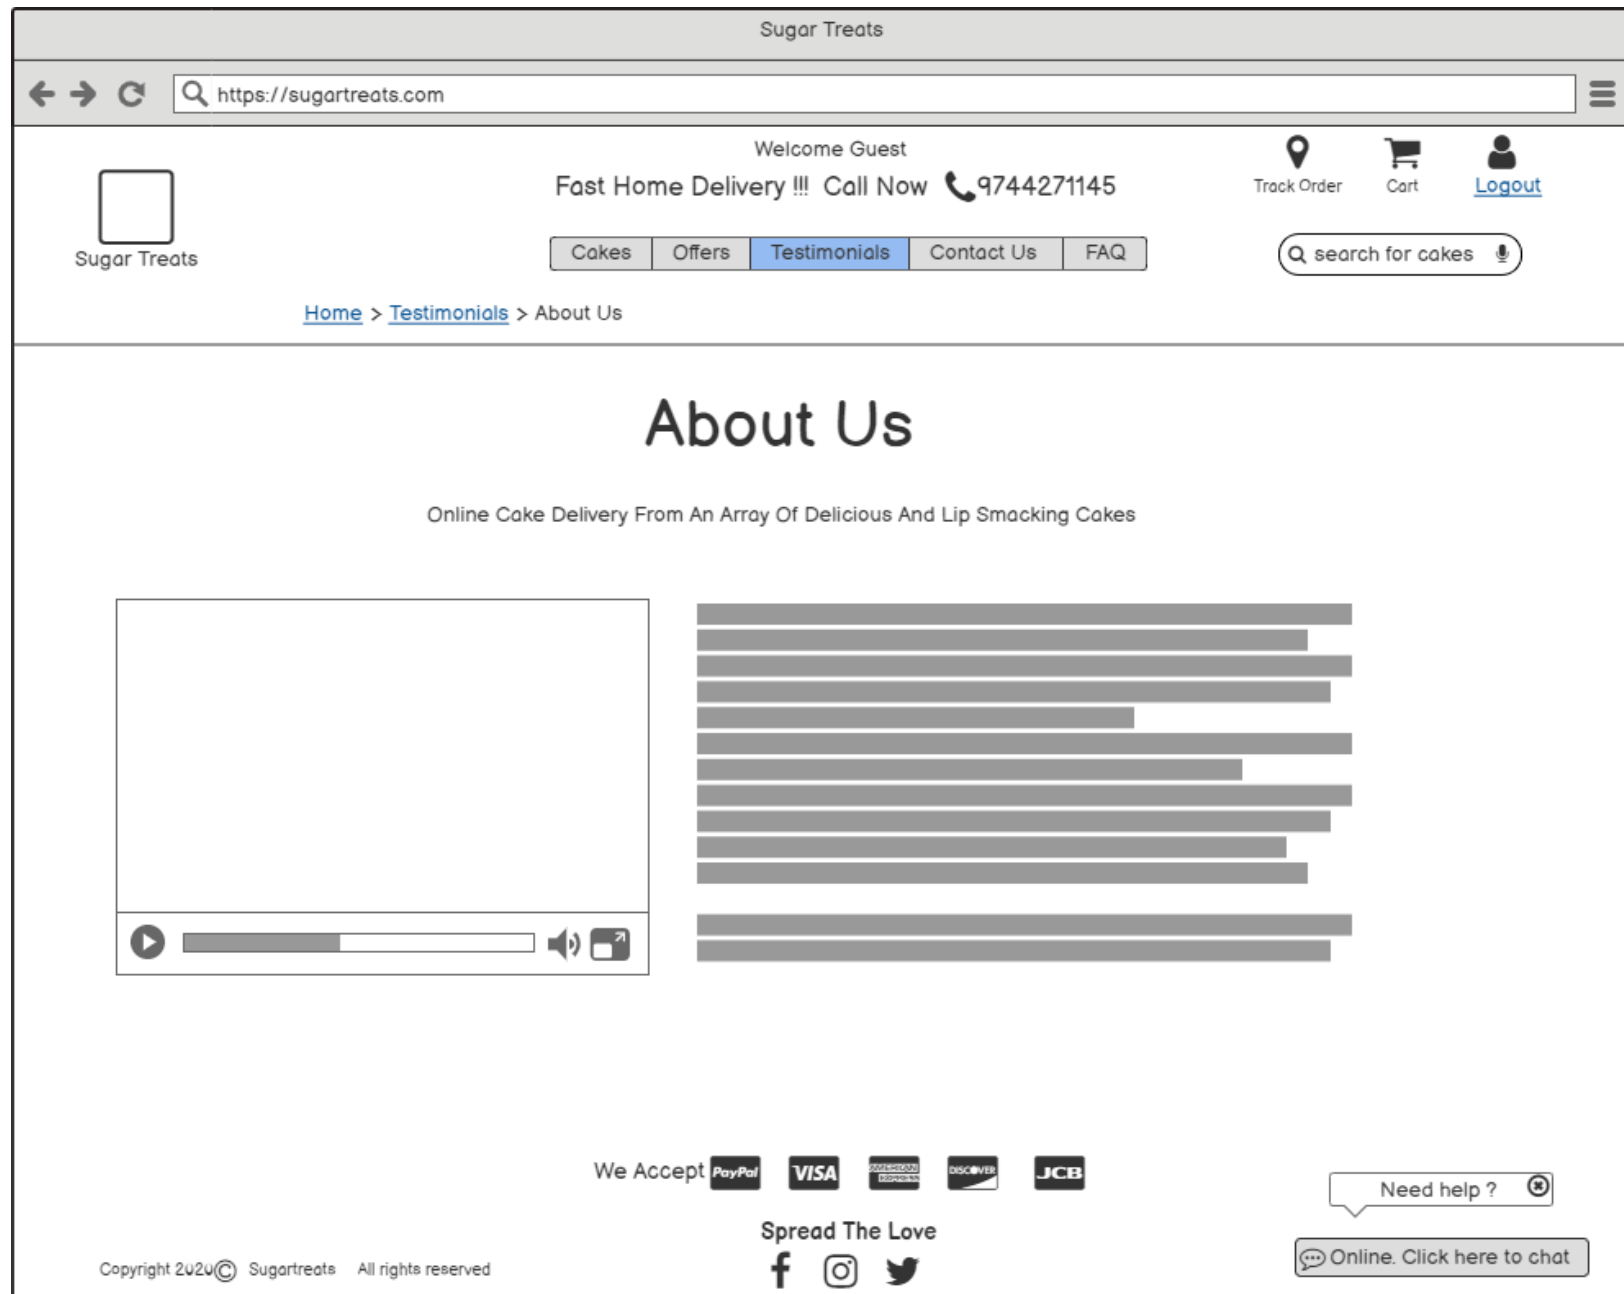 Sugar Treats
https://sugartreats.com
Welcome Guest
Fast Home Delivery !!! Call Now 9744271145
Track Order Cart Logout
Sugar Treats
Cakes Offers Testimonials Contact Us FAQ
search for cakes
Home > Testimonials > About Us
About Us
Online Cake Delivery From An Array Of Delicious And Lip Smacking Cakes
We Accept PayPal VISA AMERICAN EXPRESS DISCOVER JCB
Need help ?
Spread The Love
Online. Click here to chat
Copyright 2020© Sugartreats All rights reserved